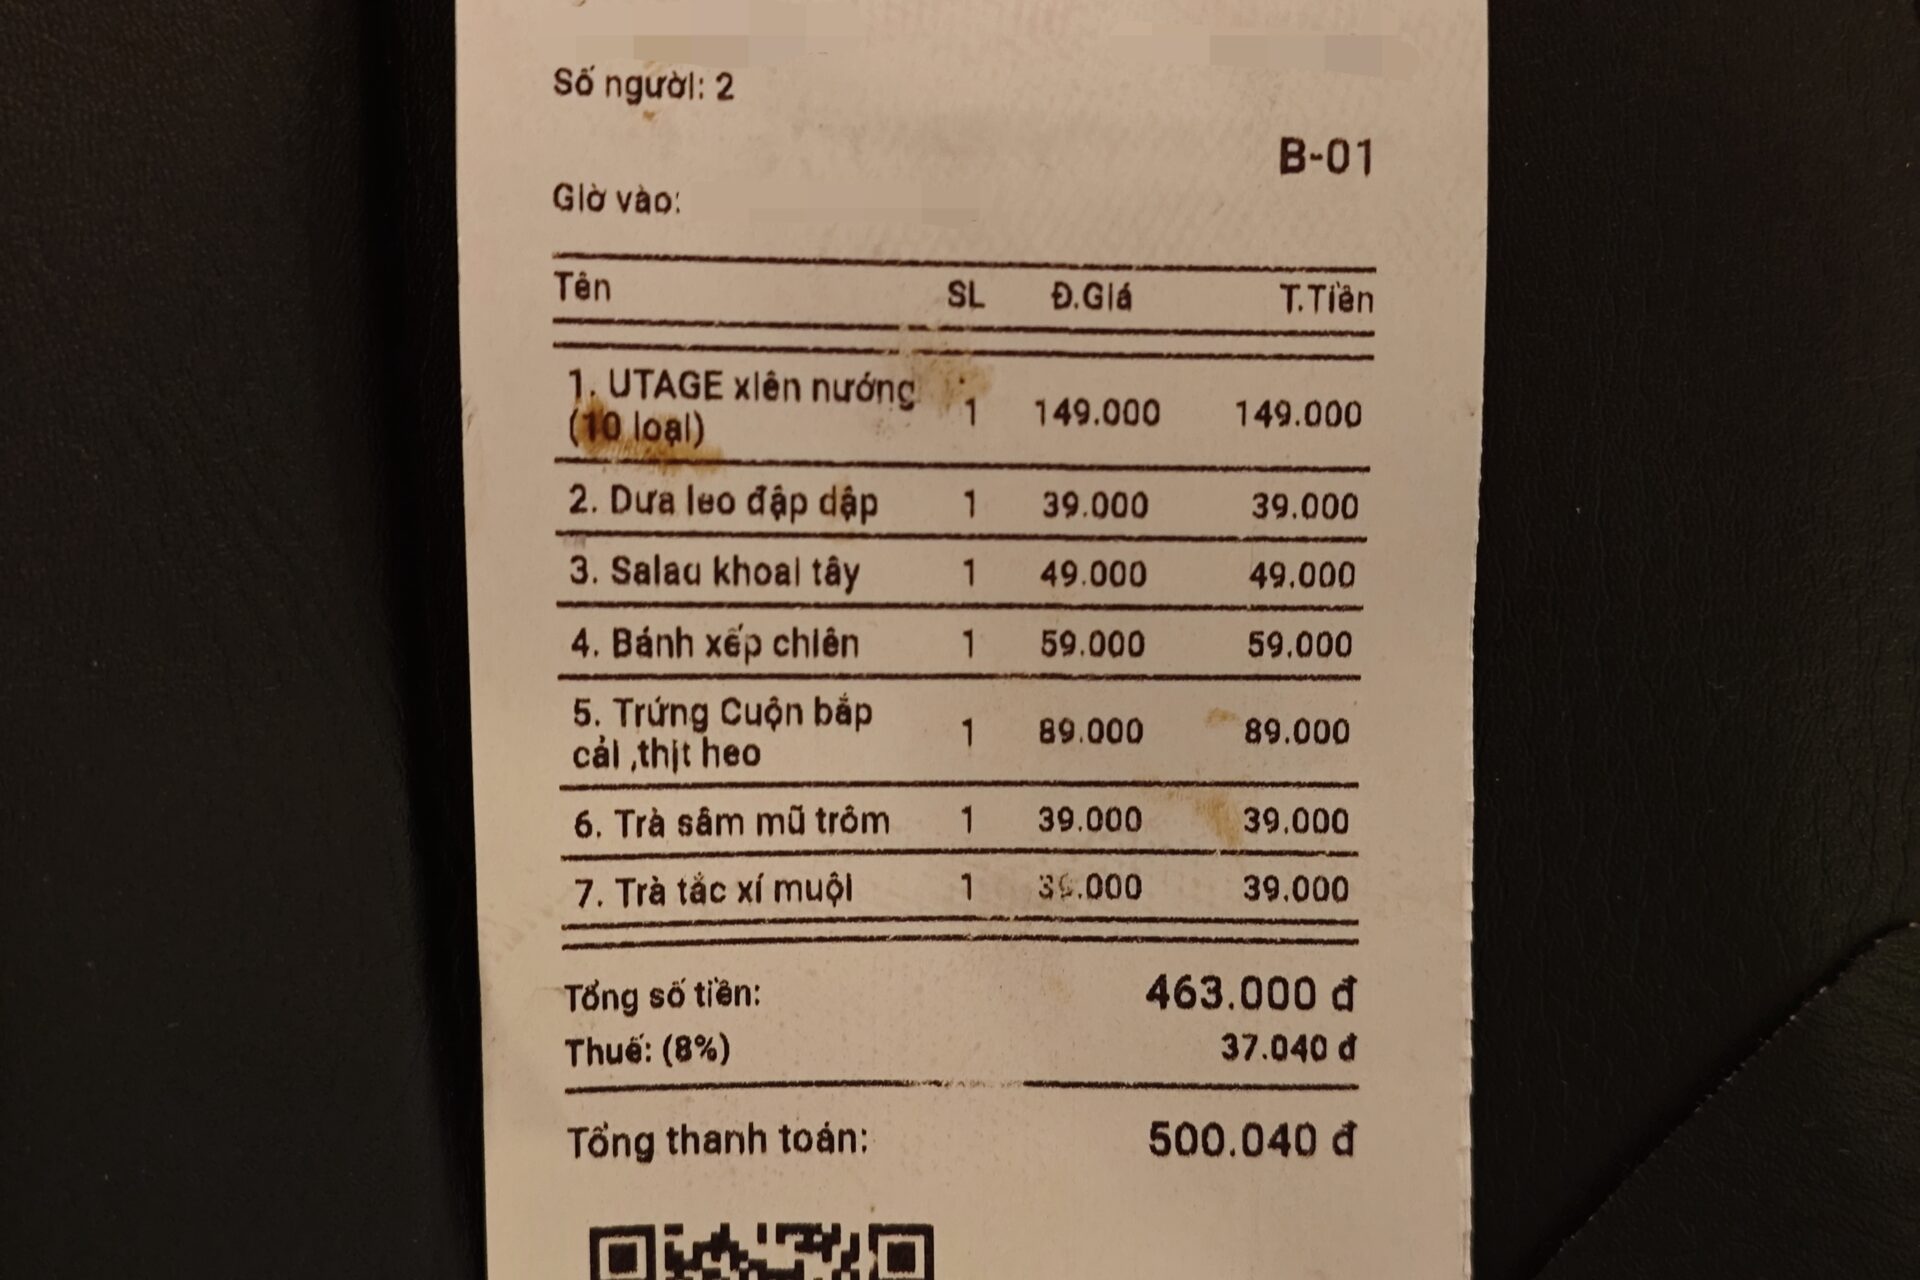 Số người: 2
B-01
Giờ vào:
Tên SL Đ.Giá T.Tiền
1. UTAGE xiên nướng
(10 loại) 1 149.000 149.000
2. Dưa leo đập dập 1 39.000 39.000
3. Salad khoai tây 1 49.000 49.000
4. Bánh xếp chiên 1 59.000 59.000
5. Trứng Cuộn bắp
cải ,thịt heo 1 89.000 89.000
6. Trà sâm mũ trôm 1 39.000 39.000
7. Trà tắc xí muội 1 39.000 39.000
Tổng số tiền: 463.000 đ
Thuế: (8%) 37.040 đ
Tổng thanh toán: 500.040 đ